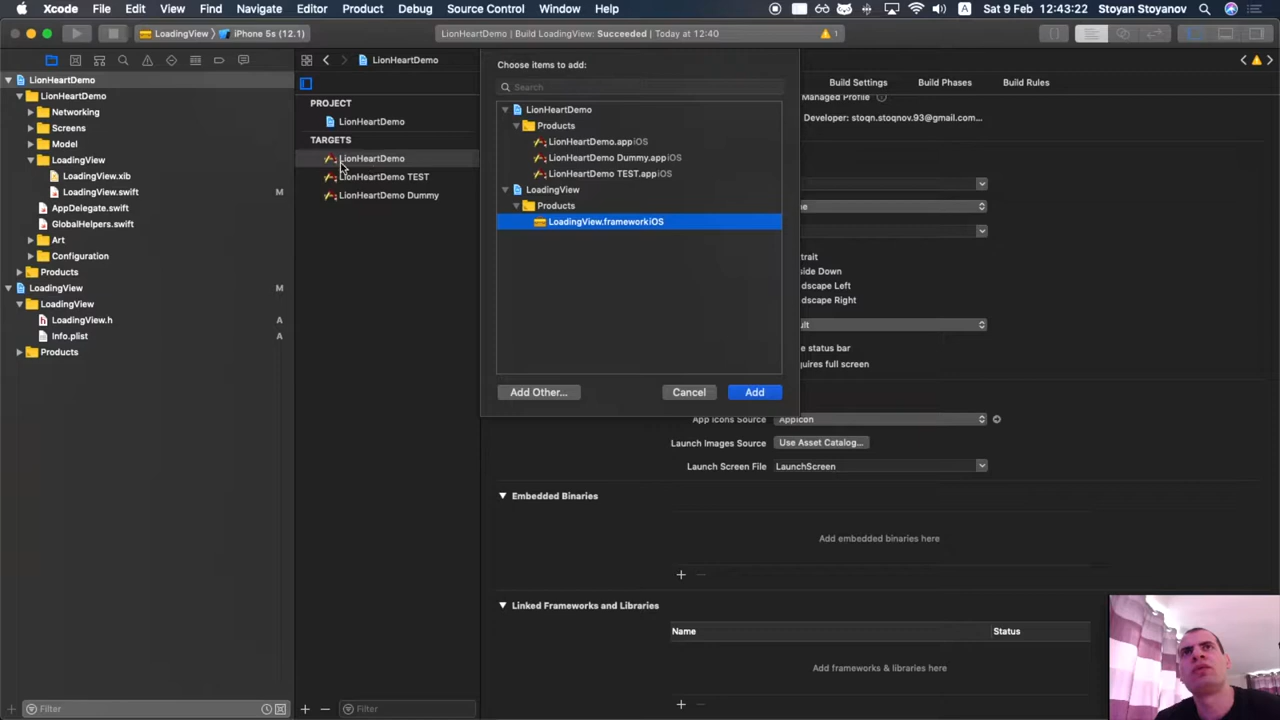 Xcode File Edit View Find Navigate Editor Product Debug Source Control Window Help
A Sat 9 Feb 12:43:22 Stoyan Stoyanov
LoadingView iPhone 5s (12.1)
LionHeartDemo | Build LoadingView: Succeeded | Today at 12:40
1
LionHeartDemo
LionHeartDemo
Networking
Screens
Model
LoadingView
LoadingView.xib
LoadingView.swift M
AppDelegate.swift
GlobalHelpers.swift
Art
Configuration
Products
LoadingView M
LoadingView
LoadingView.h A
Info.plist A
Products
Filter
LionHeartDemo
PROJECT
LionHeartDemo
TARGETS
LionHeartDemo
LionHeartDemo TEST
LionHeartDemo Dummy
Filter
Choose items to add:
Search
LionHeartDemo
Products
LionHeartDemo.app iOS
LionHeartDemo Dummy.app iOS
LionHeartDemo TEST.app iOS
LoadingView
Products
LoadingView.framework iOS
Add Other...
Cancel
Add
Build Settings Build Phases Build Rules
Managed Profile
Developer: stoqn.stoqnov.93@gmail.com...
trait
side Down
ndscape Left
ndscape Right
ult
e status bar
quires full screen
App Icons Source AppIcon
Launch Images Source Use Asset Catalog...
Launch Screen File LaunchScreen
Embedded Binaries
Add embedded binaries here
Linked Frameworks and Libraries
Name Status
Add frameworks & libraries here